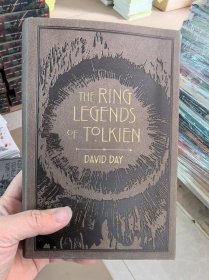 THE RING
LEGENDS
OF TOLKIEN
DAVID DAY